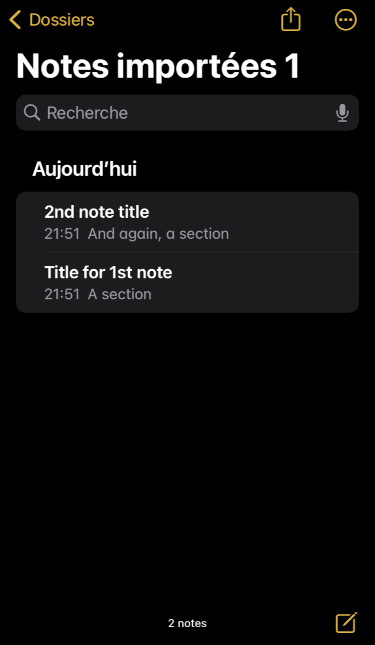 Dossiers
Notes importées 1
Recherche
Aujourd’hui
2nd note title
21:51 And again, a section
Title for 1st note
21:51 A section
2 notes